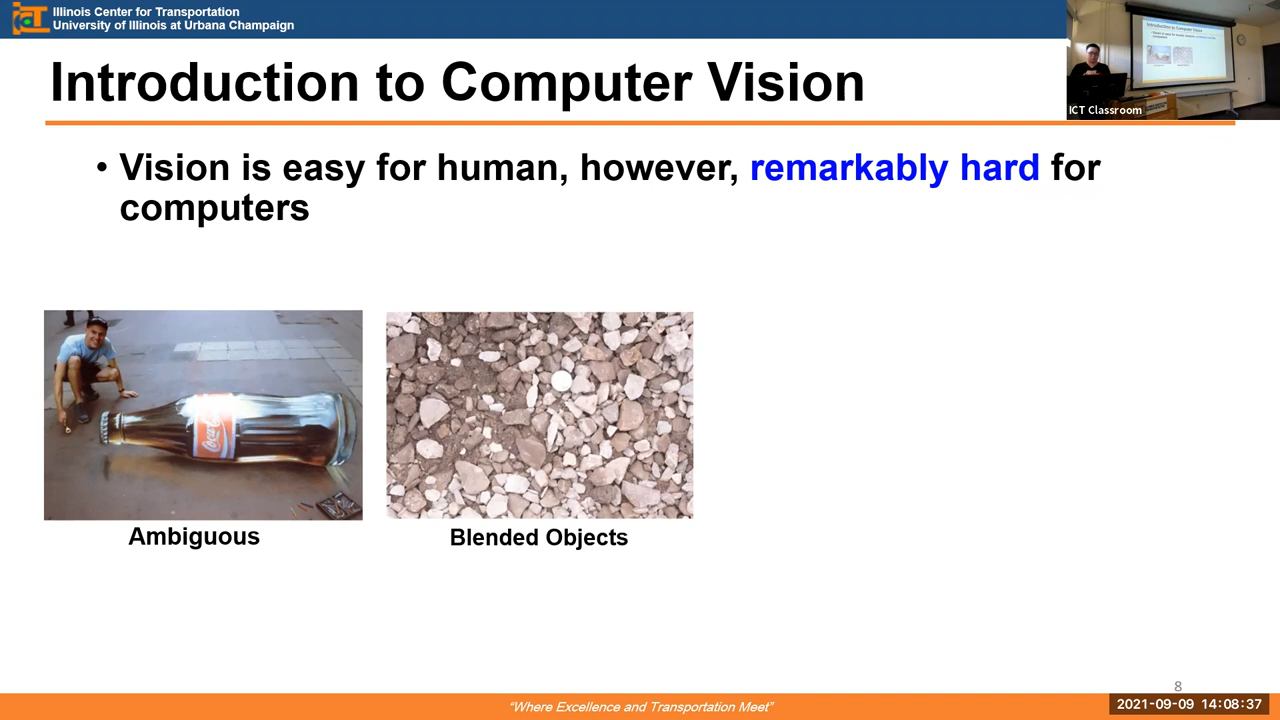 Illinois Center for Transportation
University of Illinois at Urbana Champaign
Introduction to Computer Vision
ICT Classroom
• Vision is easy for human, however, remarkably hard for
computers
Coca-Cola
Ambiguous
Blended Objects
8
“Where Excellence and Transportation Meet”
2021-09-09 14:08:37